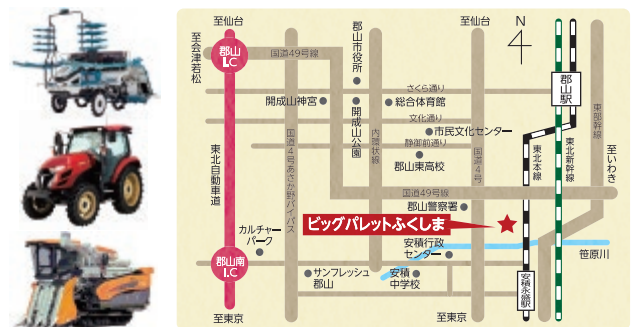 至仙台
至仙台
N
至会津若松
郡山
I.C
国道49号線
郡山市役所
さくら通り
郡山駅
開成山神宮
総合体育館
開成山公園
文化通り
市民文化センター
静御前通り
郡山東高校
国道4号あさか野バイパス
内環状線
国道4号
東北本線
東北新幹線
東部幹線
至いわき
東北自動車道
国道49号線
郡山警察署
ビッグパレットふくしま
カルチャー
パーク
安積行政
センター
笹原川
郡山南
I.C
サンフレッシュ
郡山
安積
中学校
安積永盛駅
至東京
至東京